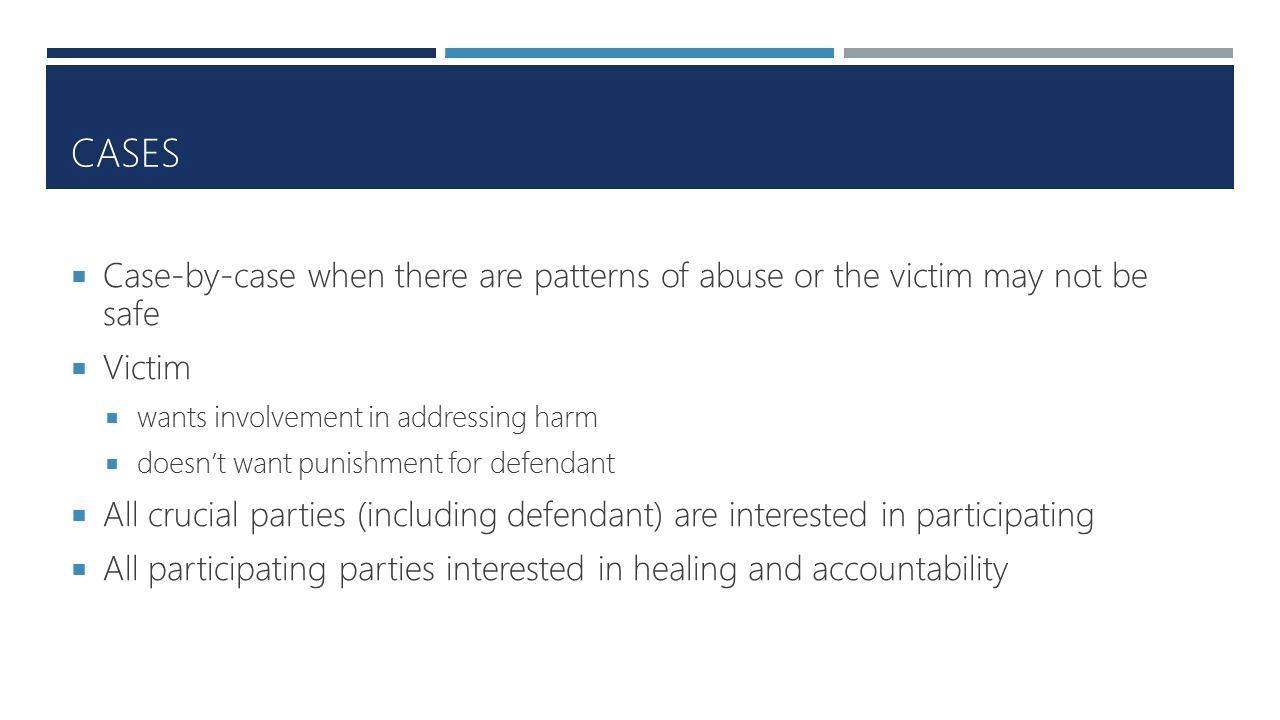 CASES
Case-by-case when there are patterns of abuse or the victim may not be
safe
Victim
wants involvement in addressing harm
doesn’t want punishment for defendant
All crucial parties (including defendant) are interested in participating
All participating parties interested in healing and accountability